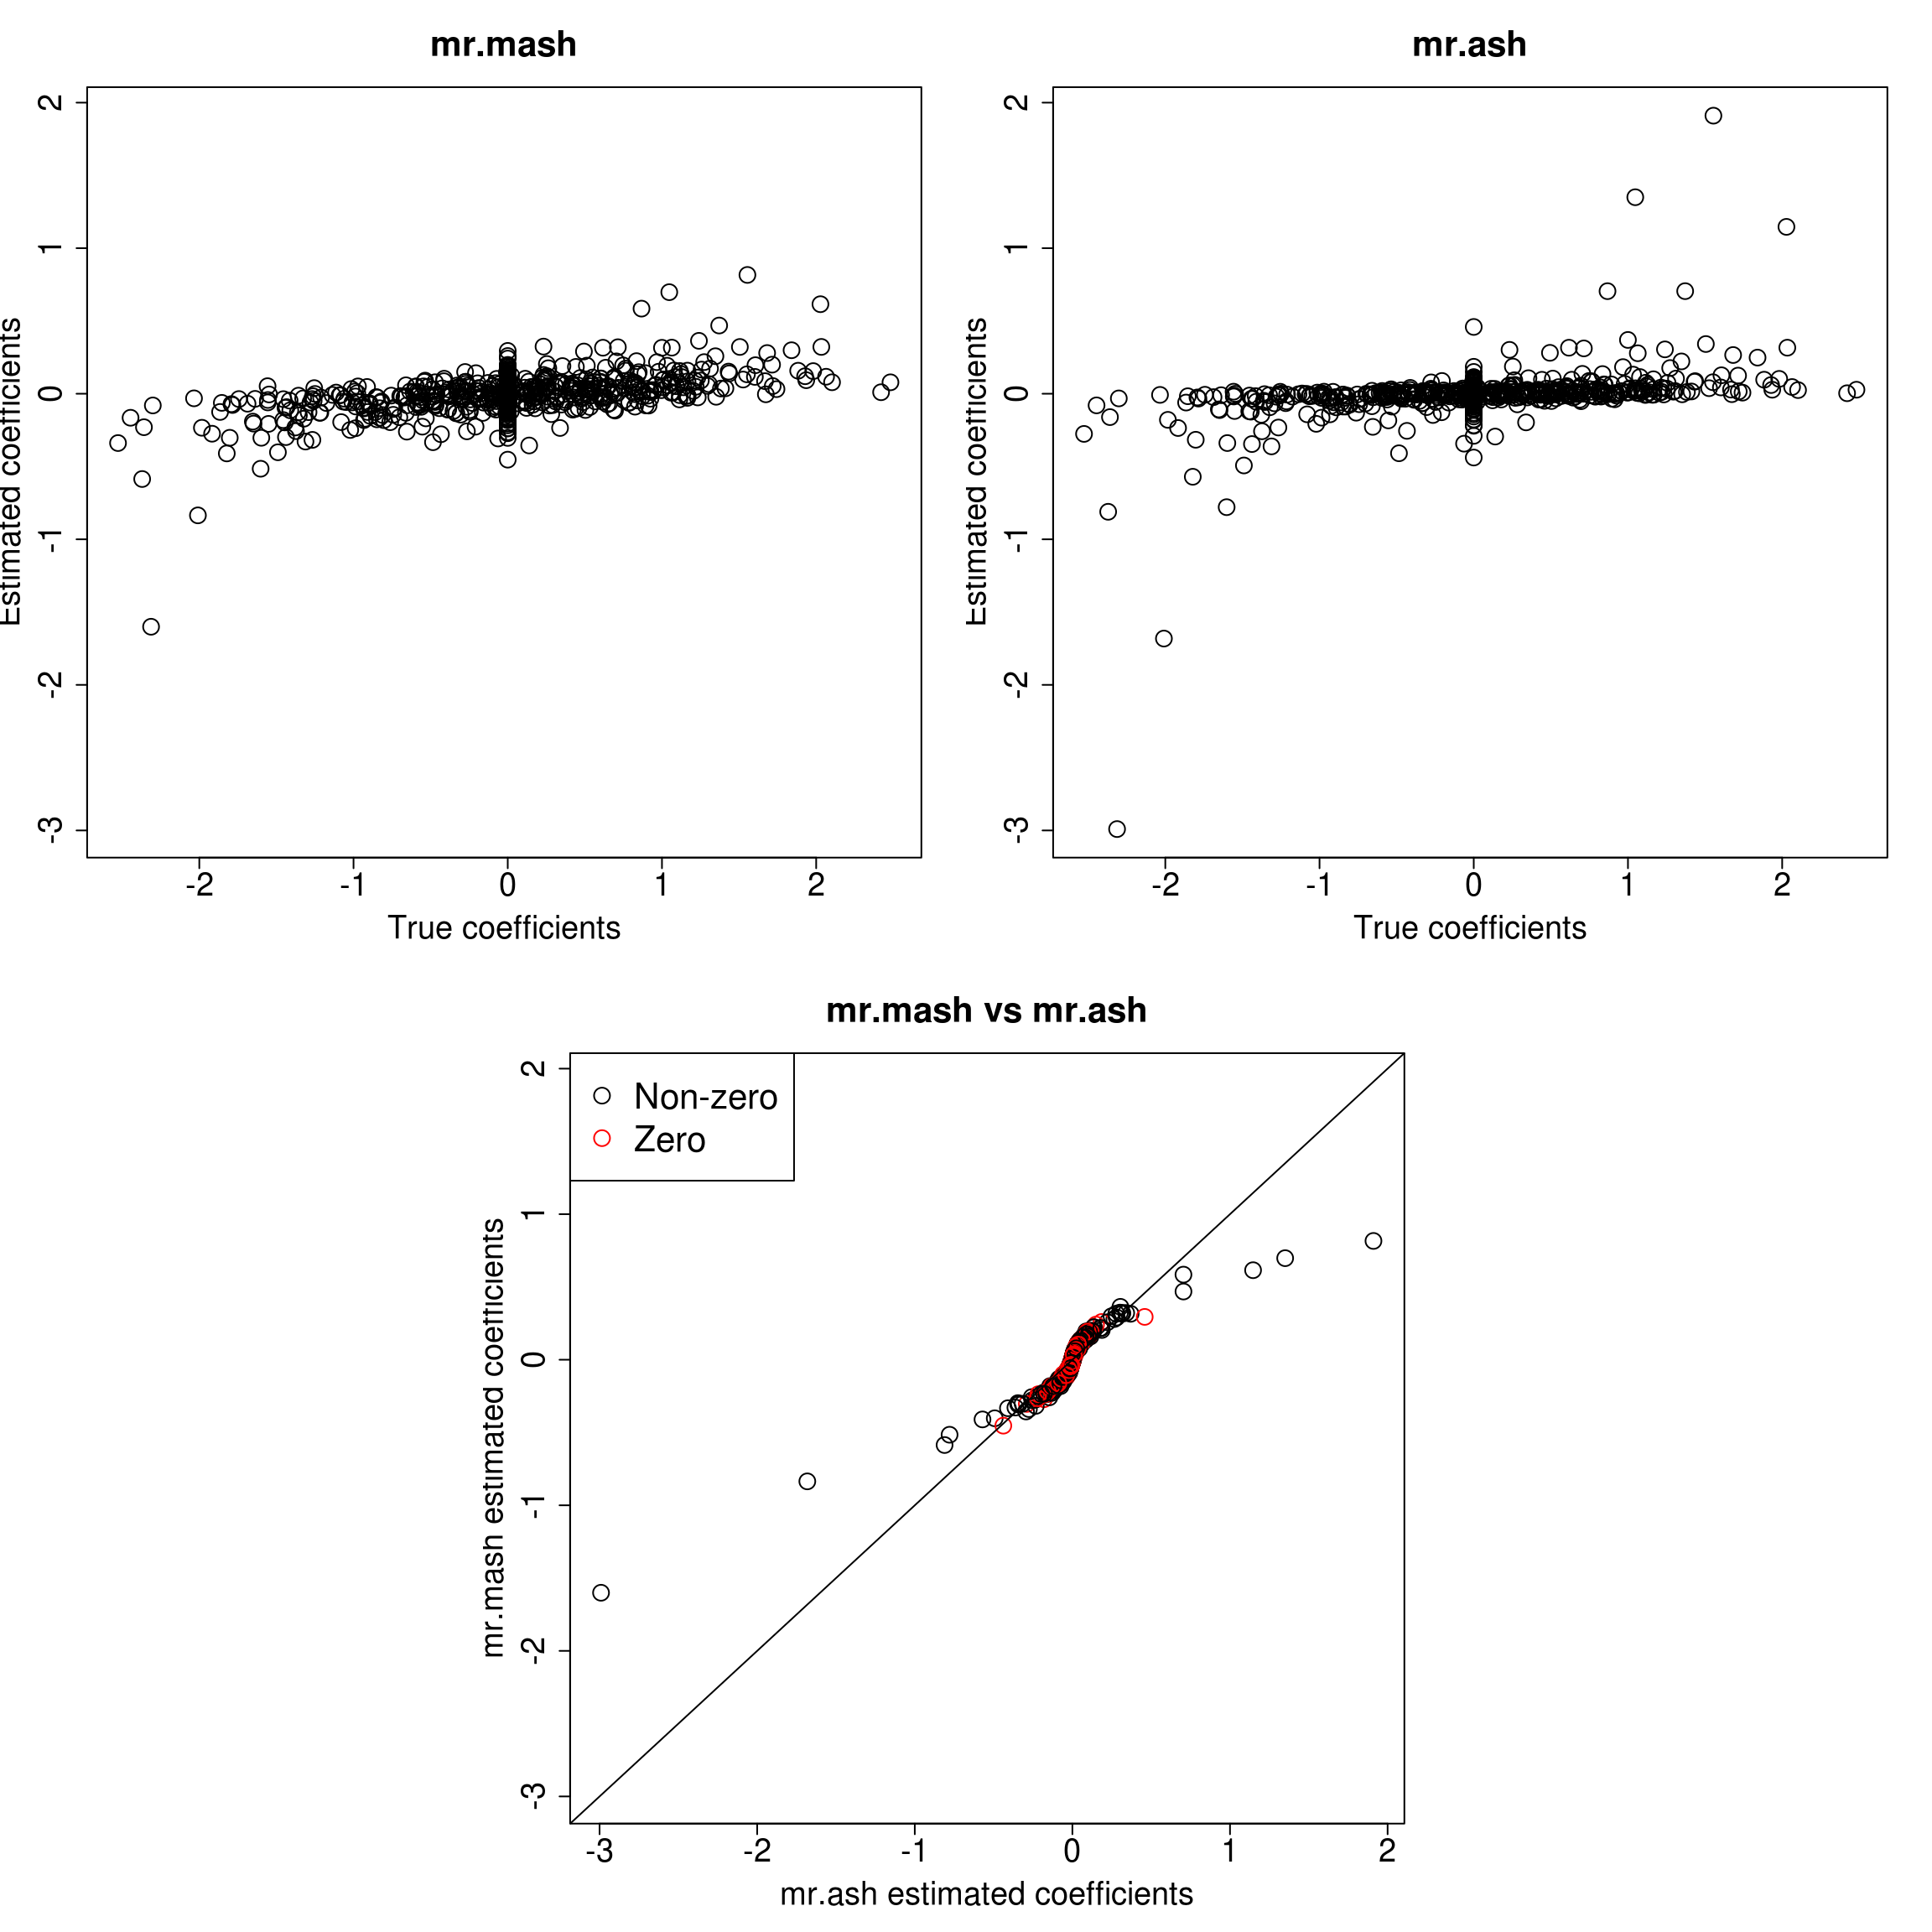 mr.mash
2
1
0
-1
-2
-3
Estimated coefficients
-2 -1 0 1 2
True coefficients
mr.ash
2
1
0
-1
-2
-3
Estimated coefficients
-2 -1 0 1 2
True coefficients
mr.mash vs mr.ash
Non-zero
Zero
2
1
0
-1
-2
-3
mr.mash estimated coefficients
-3 -2 -1 0 1 2
mr.ash estimated coefficients